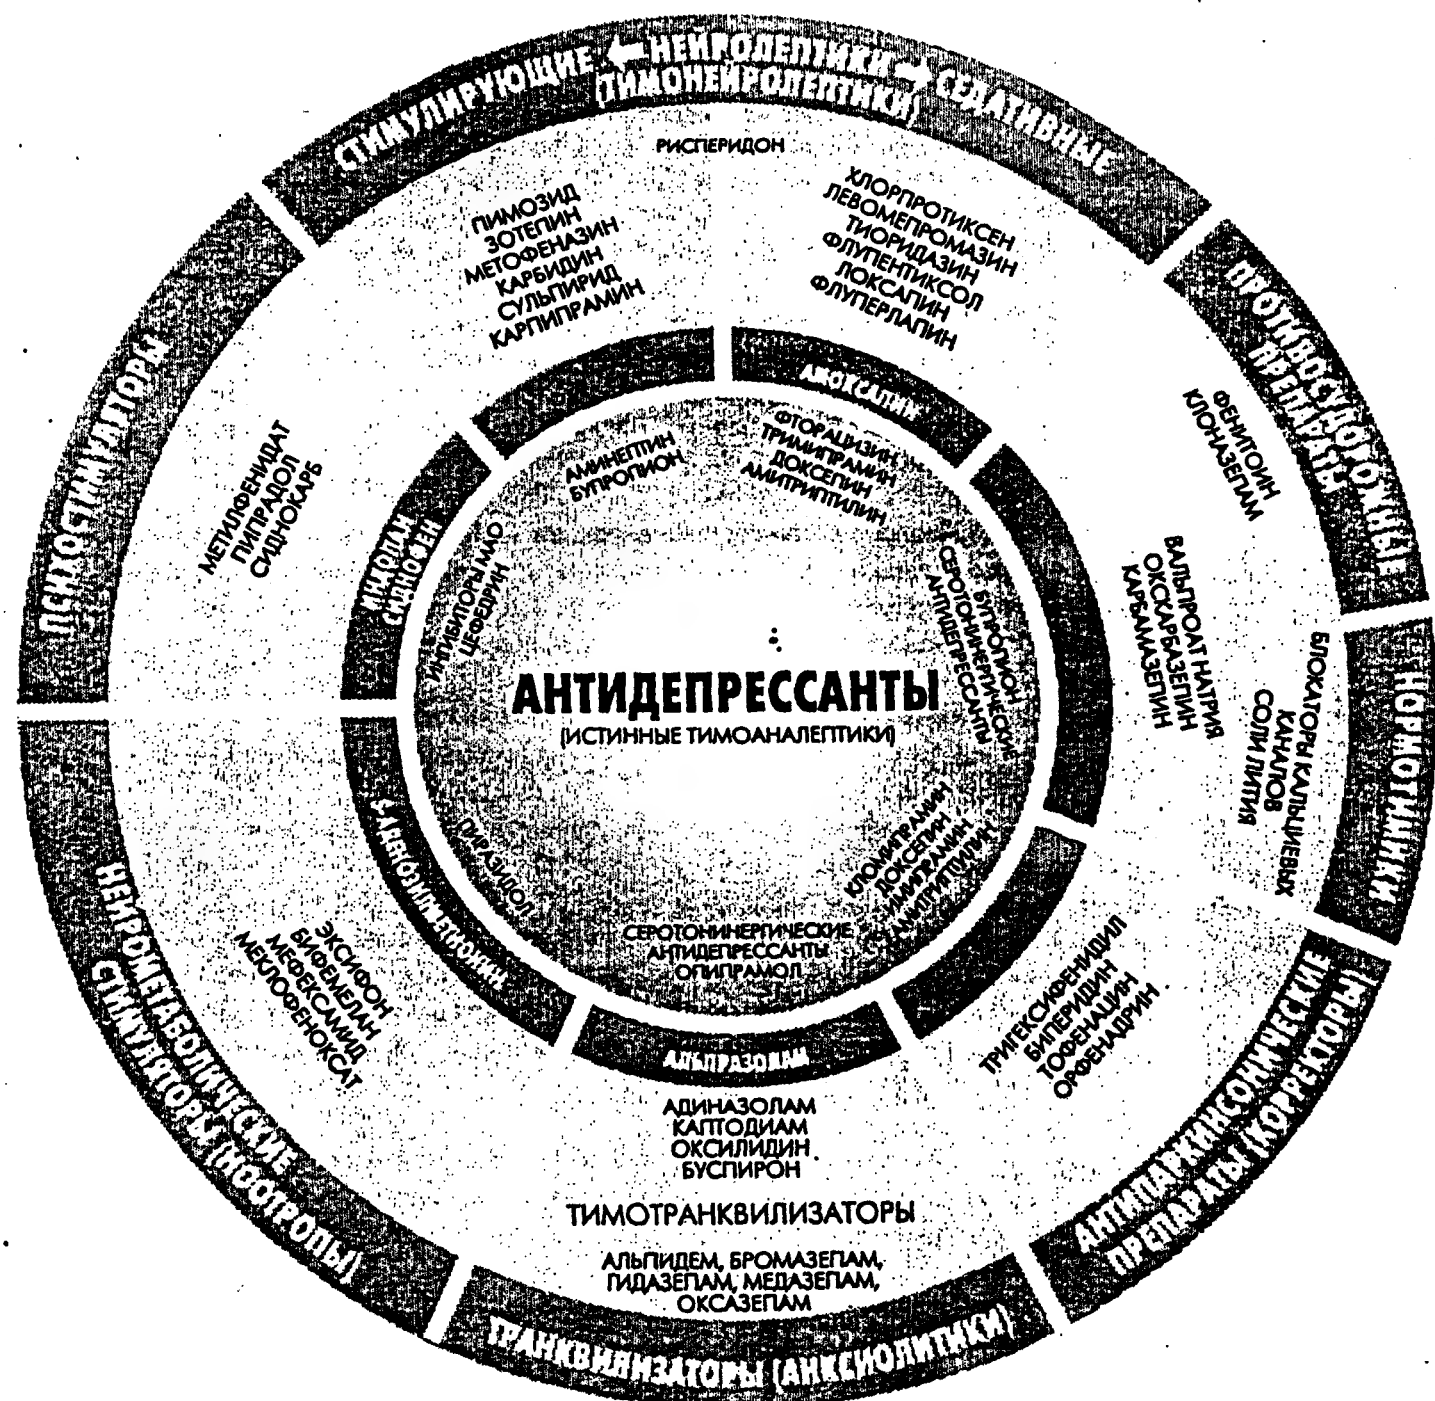 СТИМУЛИРУЮЩИЕ ← НЕЙРОЛЕПТИКИ → СЕДАТИВНЫЕ
(ТИМОНЕЙРОЛЕПТИКИ)
РИСПЕРИДОН
ПИМОЗИД
ЗОТЕПИН
МЕТОФЕНАЗИН
КАРБИДИН
СУЛЬПИРИД
КАРПИПРАМИН
ХЛОРПРОТИКСЕН
ЛЕВОМЕПРОМАЗИН
ТИОРИДАЗИН
ФЛУПЕНТИКСОЛ
ЛОКСАПИН
ФЛУПЕРЛАПИН
ПРОТИВОСУДОРОЖНЫЕ
ПРЕПАРАТЫ
ФЕНИТОИН
КЛОНАЗЕПАМ
ВАЛЬПРОАТ НАТРИЯ
ОКСКАРБАЗЕПИН
КАРБАМАЗЕПИН
НОРМОТИМИКИ
БЛОКАТОРЫ КАЛЬЦИЕВЫХ
КАНАЛОВ
СОЛИ ЛИТИЯ
АНТИПАРКИНСОНИЧЕСКИЕ
ПРЕПАРАТЫ (КОРРЕКТОРЫ)
ТРИГЕКСИФЕНИДИЛ
БИПЕРИДИН
ТОФЕНАЦИН
ОРФЕНАДРИН
ТРАНКВИЛИЗАТОРЫ (АНКСИОЛИТИКИ)
АЛЬПРАЗОЛАМ
АДИНАЗОЛАМ
КАПТОДИАМ
ОКСИЛИДИН
БУСПИРОН
ТИМОТРАНКВИЛИЗАТОРЫ
АЛЬПИДЕМ, БРОМАЗЕПАМ,
ГИДАЗЕПАМ, МЕДАЗЕПАМ,
ОКСАЗЕПАМ
НЕЙРОМЕТАБОЛИЧЕСКИЕ
СТИМУЛЯТОРЫ (НООТРОПЫ)
ЭКСИФОН
БИФЕМЕЛАН
МЕФЕКСАМИД
МЕКЛОФЕНОКСАТ
S-АДЕНОЗИЛМЕТИОНИН
ПСИХОСТИМУЛЯТОРЫ
МЕТИЛФЕНИДАТ
ПИПРАДОЛ
СИДНОКАРБ
ИНДОПАН
СИДНОФЕН
АМОКСАПИН
АМИНЕПТИН
БУПРОПИОН
ФТОРАЦИЗИН
ТРИМИПРАМИН
ДОКСЕПИН
АМИТРИПТИЛИН
ИНГИБИТОРЫ МАО
ЦЕФЕДРИН
БУПРОПИОН
СЕРОТОНИНЕРГИЧЕСКИЕ
АНТИДЕПРЕССАНТЫ
АНТИДЕПРЕССАНТЫ
(ИСТИННЫЕ ТИМОАНАЛЕПТИКИ)
ПИРАЗИДОЛ
КЛОМИПРАМИН
ДОКСЕПИН
ИМИПРАМИН
АМИТРИПТИЛИН
СЕРОТОНИНЕРГИЧЕСКИЕ
АНТИДЕПРЕССАНТЫ
ОПИПРАМОЛ